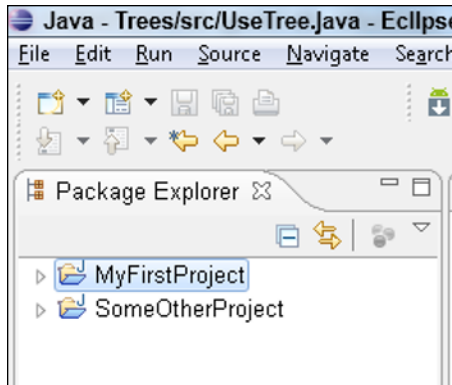 Java - Trees/src/UseTree.java - Eclipse
File Edit Run Source Navigate Search
Package Explorer
MyFirstProject
SomeOtherProject